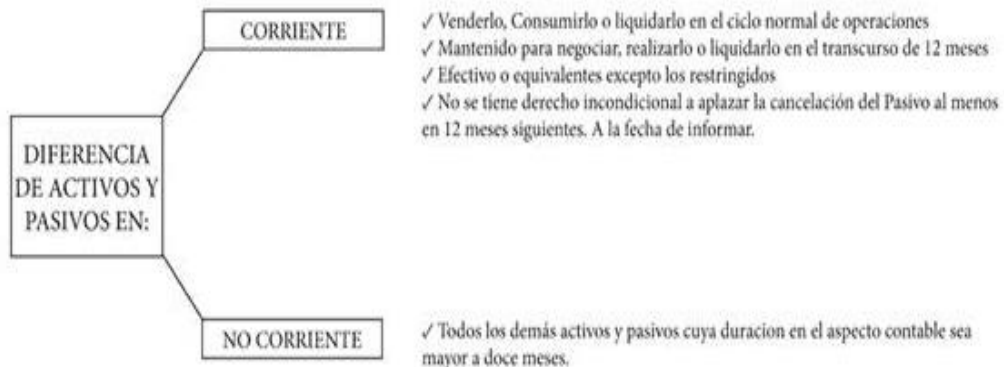 DIFERENCIA
DE ACTIVOS Y
PASIVOS EN:
CORRIENTE
✓ Venderlo, Consumirlo o liquidarlo en el ciclo normal de operaciones
✓ Mantenido para negociar, realizarlo o liquidarlo en el transcurso de 12 meses
✓ Efectivo o equivalentes excepto los restringidos
✓ No se tiene derecho incondicional a aplazar la cancelación del Pasivo al menos
en 12 meses siguientes. A la fecha de informar.
NO CORRIENTE
✓ Todos los demás activos y pasivos cuya duracion en el aspecto contable sea
mayor a doce meses.